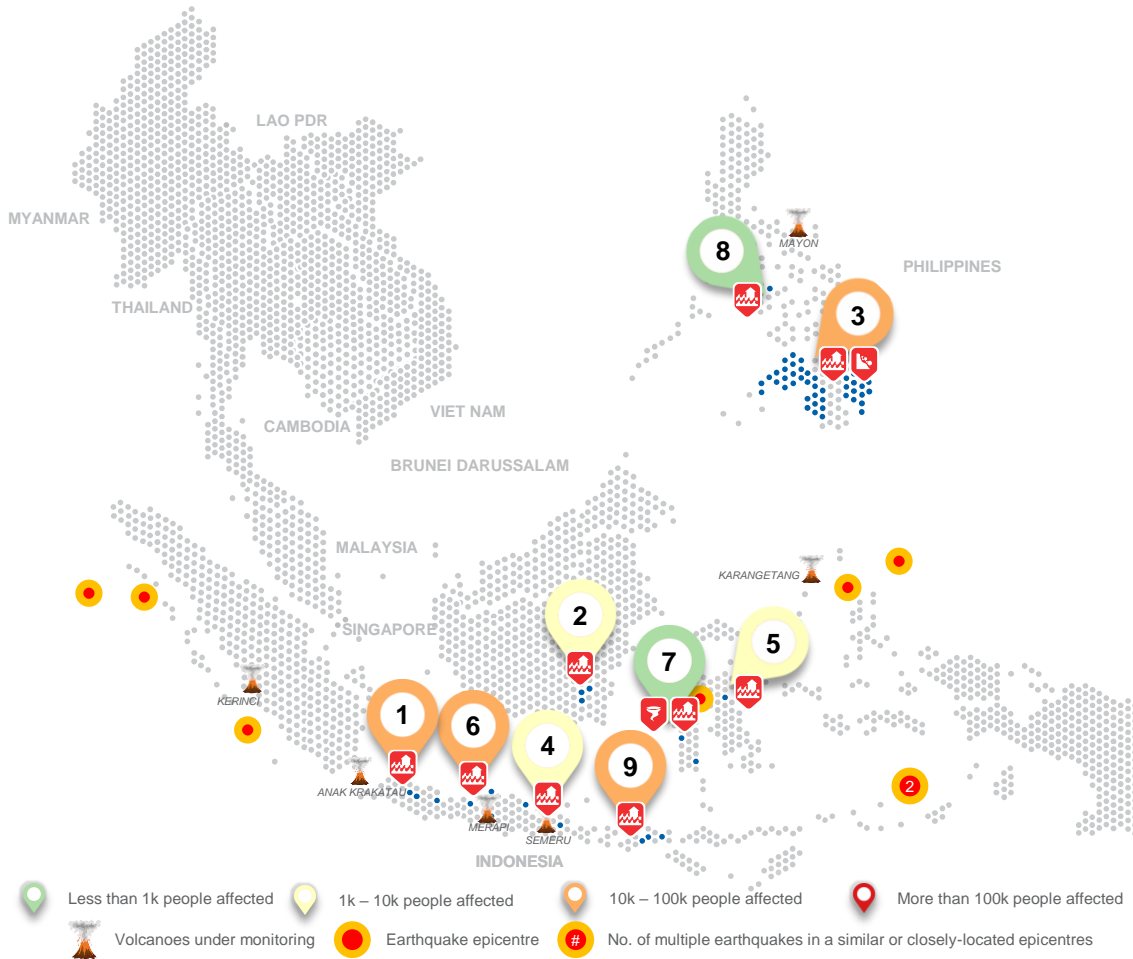 LAO PDR
MYANMAR
8
MAYON
PHILIPPINES
THAILAND
3
VIET NAM
CAMBODIA
BRUNEI DARUSSALAM
MALAYSIA
KARANGETANG
2
SINGAPORE
7
5
KERINCI
1
6
4
9
2
ANAK KRAKATAU
MERAPI
SEMERU
INDONESIA
Less than 1k people affected
1k – 10k people affected
10k – 100k people affected
More than 100k people affected
Volcanoes under monitoring
Earthquake epicentre
# No. of multiple earthquakes in a similar or closely-located epicentres